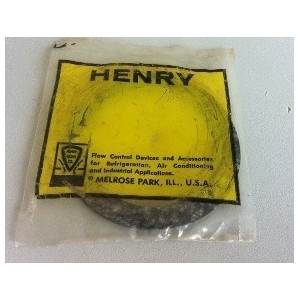 HENRY
Flow Control Devices and Accessories
for Refrigeration, Air Conditioning
and Industrial Applications.
MELROSE PARK, ILL., U.S.A.